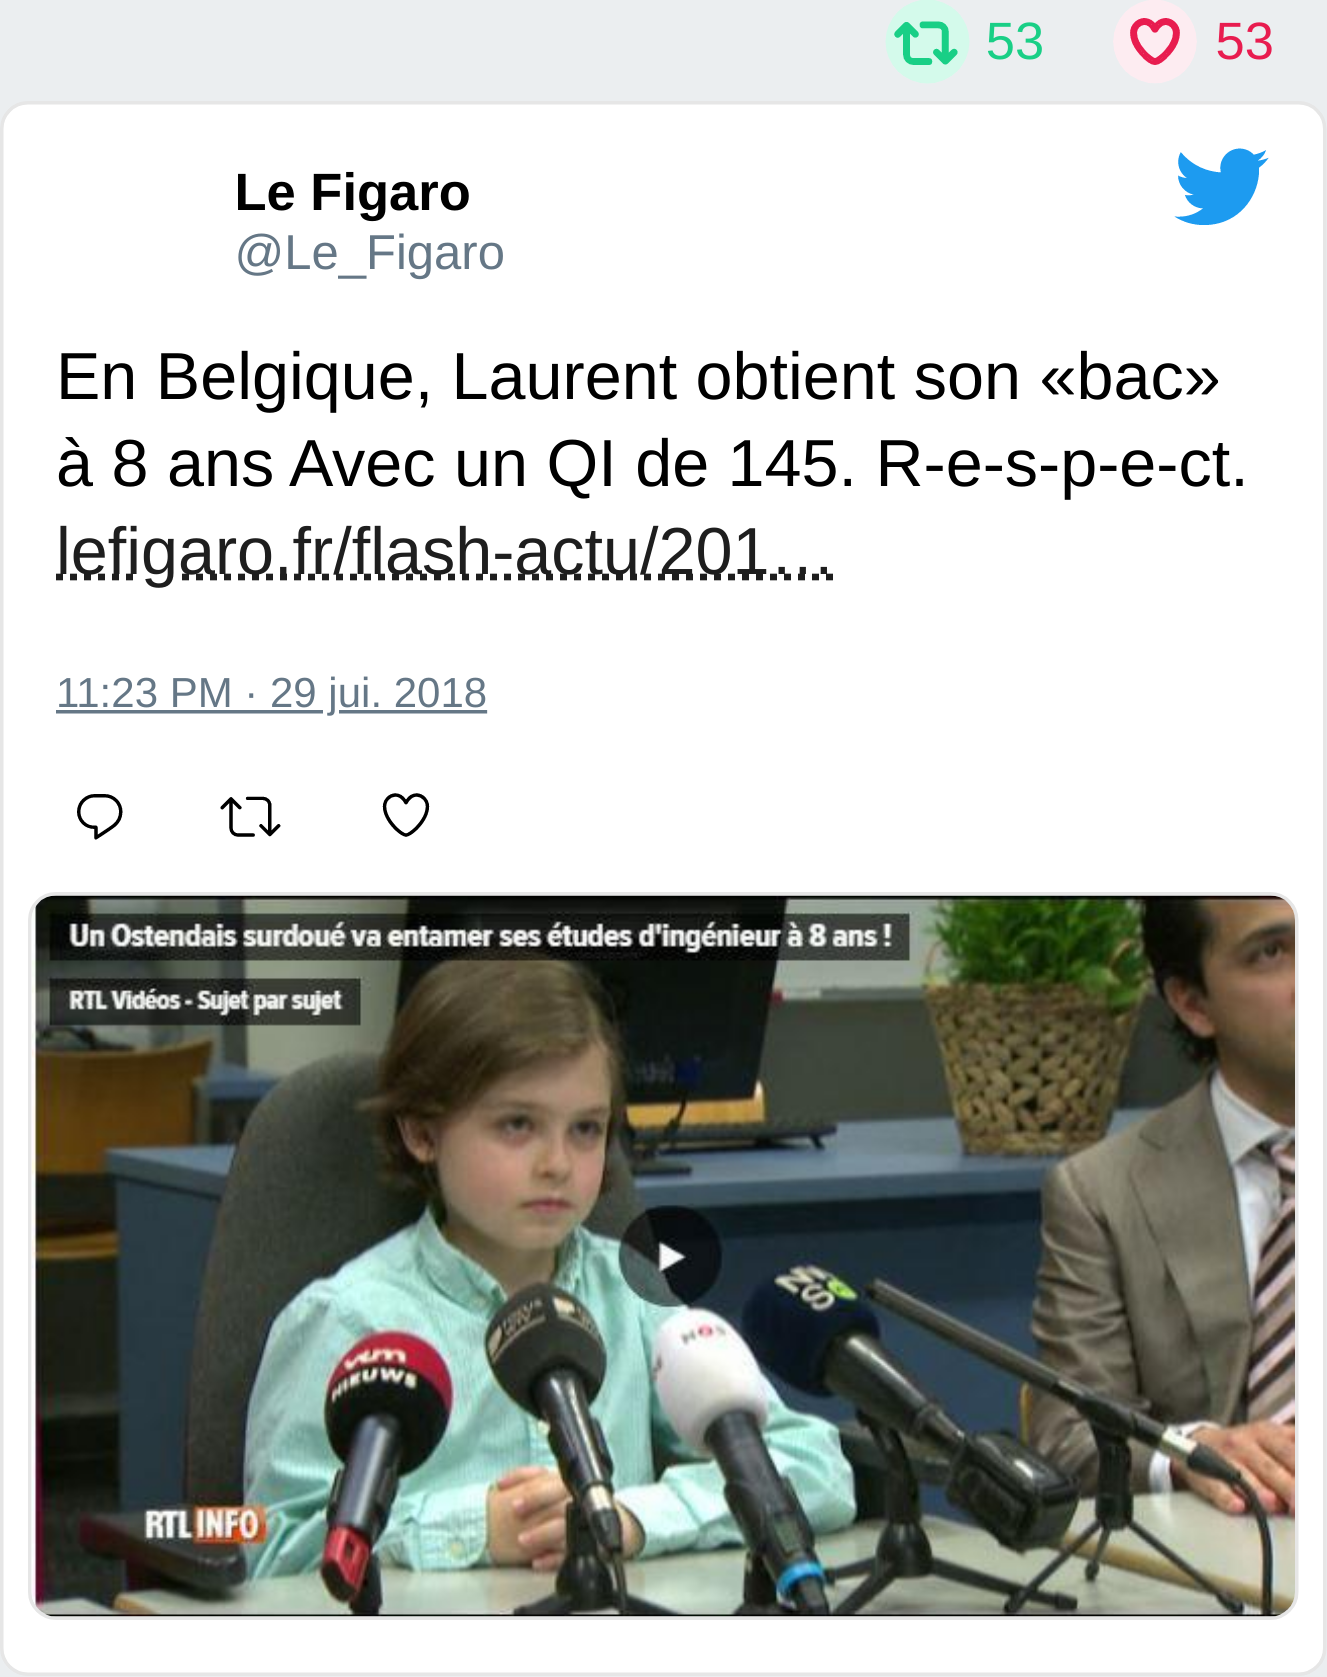 53 53
Le Figaro
@Le_Figaro
En Belgique, Laurent obtient son «bac»
à 8 ans Avec un QI de 145. R-e-s-p-e-ct.
lefigaro.fr/flash-actu/201...
11:23 PM · 29 jui. 2018
Un Ostendais surdoué va entamer ses études d'ingénieur à 8 ans !
RTL Vidéos - Sujet par sujet
vtm
NIEUWS
NOS
RTL INFO